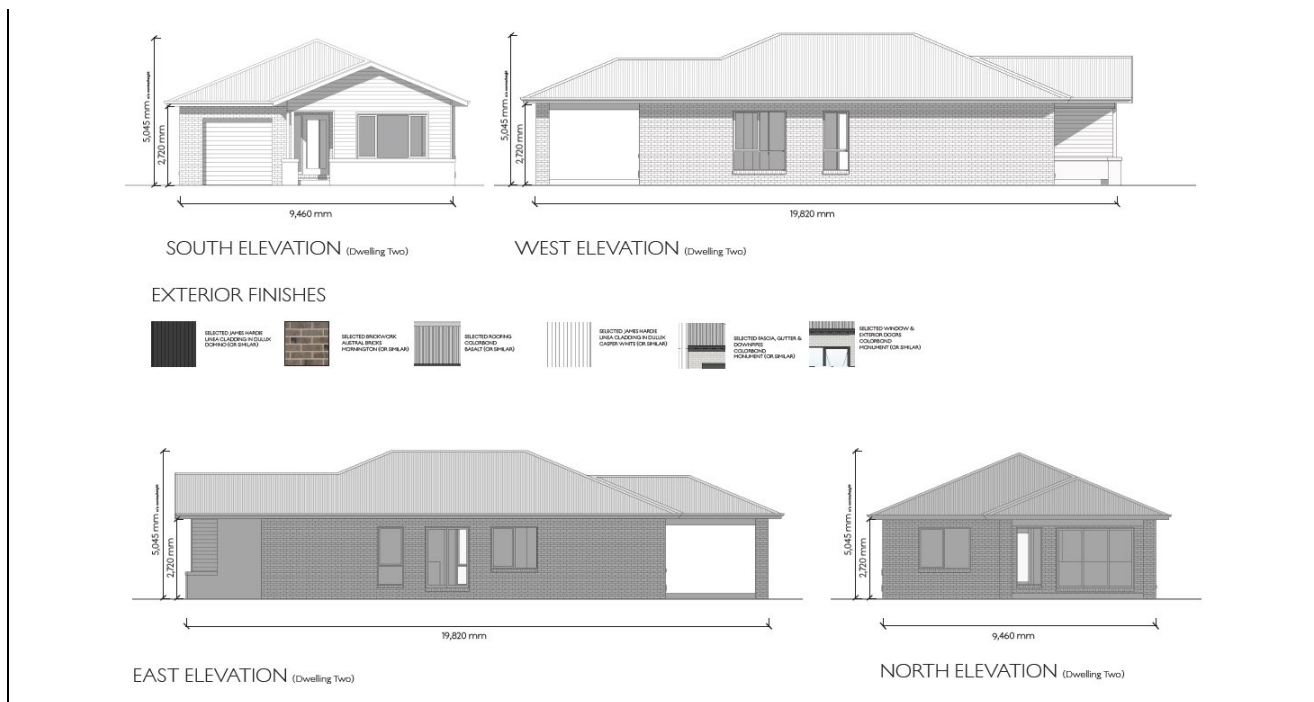 5,045 mm
2,720 mm
9,460 mm
SOUTH ELEVATION (Dwelling Two)
5,045 mm
2,720 mm
19,820 mm
WEST ELEVATION (Dwelling Two)
EXTERIOR FINISHES
SELECTED JAMES HARDIE
LINEA CLADDING IN DULUX
DOMINO (OR SIMILAR)
SELECTED BRICKWORK
AUSTRAL BRICKS
MORNINGTON (OR SIMILAR)
SELECTED ROOFING
COLORBOND
BASALT (OR SIMILAR)
SELECTED JAMES HARDIE
LINEA CLADDING IN DULUX
CASPER WHITE (OR SIMILAR)
SELECTED FASCIA, GUTTER &
DOWNPIPES
COLORBOND
MONUMENT (OR SIMILAR)
SELECTED WINDOW &
EXTERIOR DOORS
COLORBOND
MONUMENT (OR SIMILAR)
5,045 mm
2,720 mm
19,820 mm
EAST ELEVATION (Dwelling Two)
5,045 mm
2,720 mm
9,460 mm
NORTH ELEVATION (Dwelling Two)